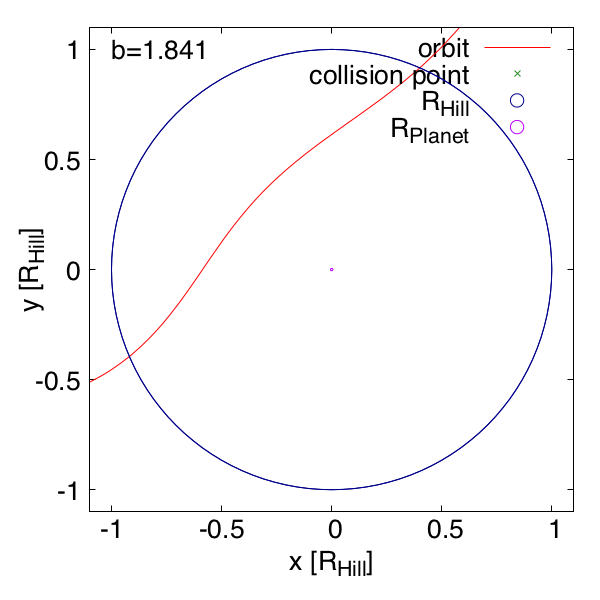 b=1.841
orbit
collision point
R_Hill
R_Planet
1
0.5
0
-0.5
-1
y [R_Hill]
-1 -0.5 0 0.5 1
x [R_Hill]